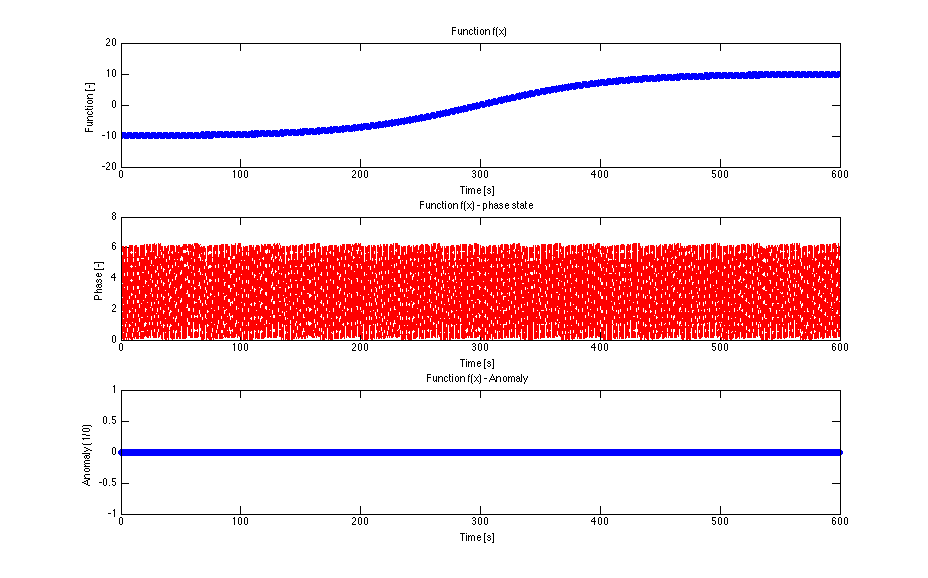 Function f(x)
20
10
0
-10
-20
Function [-]
0 100 200 300 400 500 600
Time [s]
Function f(x) - phase state
8
6
4
2
0
Phase [-]
0 100 200 300 400 500 600
Time [s]
Function f(x) - Anomaly
1
0.5
0
-0.5
-1
Anomaly (1/0)
0 100 200 300 400 500 600
Time [s]